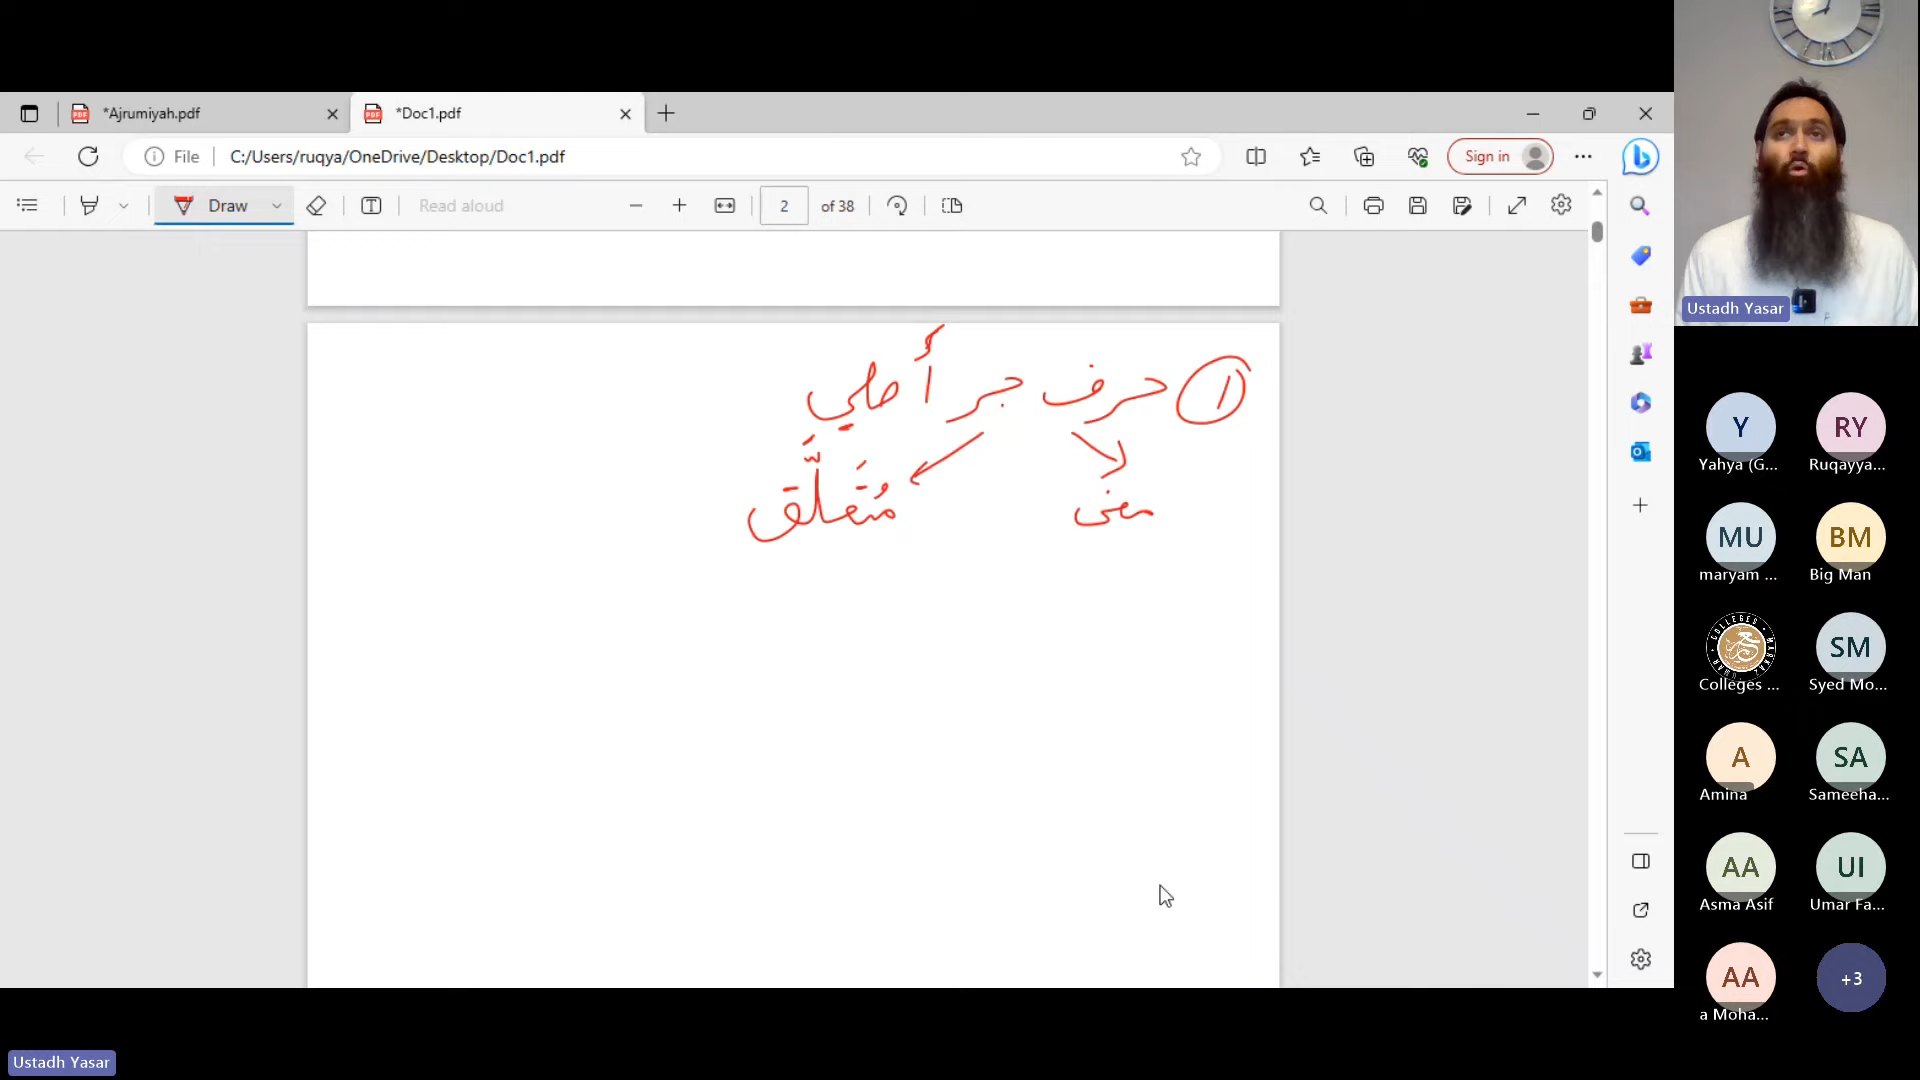 *Ajrumiyah.pdf
*Doc1.pdf
File
C:/Users/ruqya/OneDrive/Desktop/Doc1.pdf
Sign in
Draw
Read aloud
2
of 38
١ حرف جر أصلي
معنى
مُتَعَلَّق
Ustadh Yasar
Y
Yahya (G...
RY
Ruqayya...
MU
maryam ...
BM
Big Man
COLLEGES
Colleges ...
SM
Syed Mo...
A
Amina
SA
Sameeha...
AA
Asma Asif
UI
Umar Fa...
AA
a Moha...
+3
Ustadh Yasar